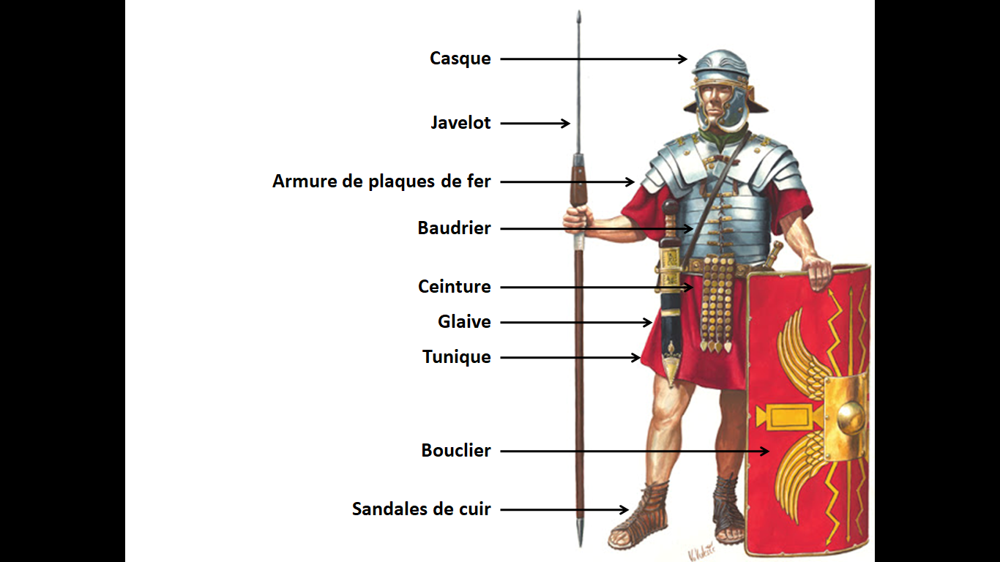 Casque
Javelot
Armure de plaques de fer
Baudrier
Ceinture
Glaive
Tunique
Bouclier
Sandales de cuir